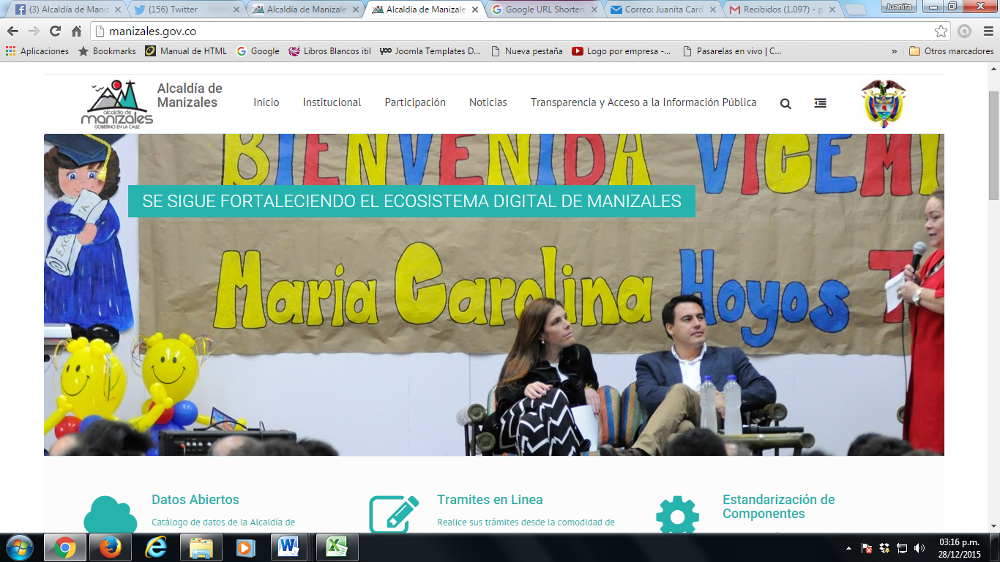 (3) Alcaldía de Maniz
(156) Twitter
Alcaldía de Manizale
Alcaldía de Manizale
Google URL Shorten
Correo: Juanita Card
Recibidos (1.097) - p
Juanita
manizales.gov.co
Aplicaciones
Bookmarks
Manual de HTML
Google
Libros Blancos itil
Joomla Templates D...
Nueva pestaña
Logo por empresa -...
Pasarelas en vivo | C...
»
Otros marcadores
alcaldía de
manizales
GOBIERNO EN LA CALLE
Alcaldía de
Manizales
Inicio
Institucional
Participación
Noticias
Transparencia y Acceso a la Información Pública
BIENVENIDA VICEMI
SE SIGUE FORTALECIENDO EL ECOSISTEMA DIGITAL DE MANIZALES
María Carolina Hoyos T
Datos Abiertos
Catálogo de datos de la Alcaldía de
Tramites en Linea
Realice sus trámites desde la comodidad de
Estandarización de
Componentes
03:16 p.m.
28/12/2015